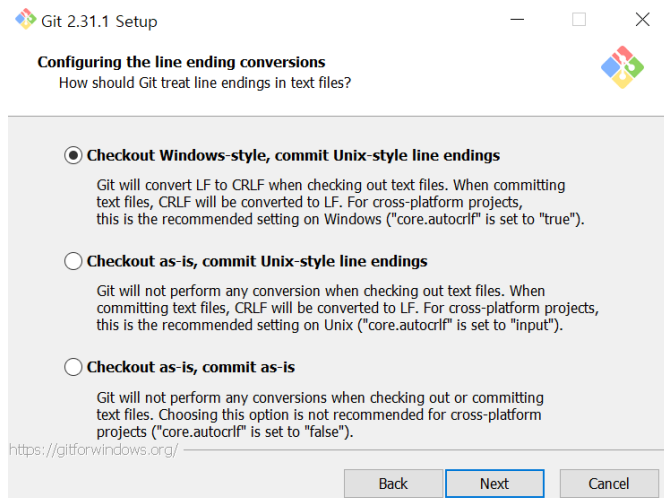 Git 2.31.1 Setup
Configuring the line ending conversions
How should Git treat line endings in text files?
Checkout Windows-style, commit Unix-style line endings
Git will convert LF to CRLF when checking out text files. When committing
text files, CRLF will be converted to LF. For cross-platform projects,
this is the recommended setting on Windows ("core.autocrlf" is set to "true").
Checkout as-is, commit Unix-style line endings
Git will not perform any conversion when checking out text files. When
committing text files, CRLF will be converted to LF. For cross-platform projects,
this is the recommended setting on Unix ("core.autocrlf" is set to "input").
Checkout as-is, commit as-is
Git will not perform any conversions when checking out or committing
text files. Choosing this option is not recommended for cross-platform
projects ("core.autocrlf" is set to "false").
https://gitforwindows.org/
Back Next Cancel